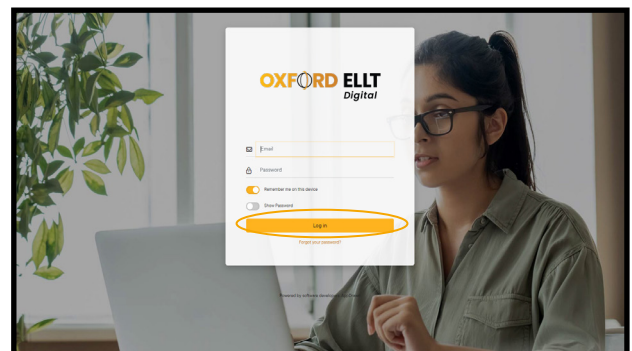 OXFORD ELLT
Digital
Email
Password
Remember me on this device
Show Password
Log in
Forgot your password?